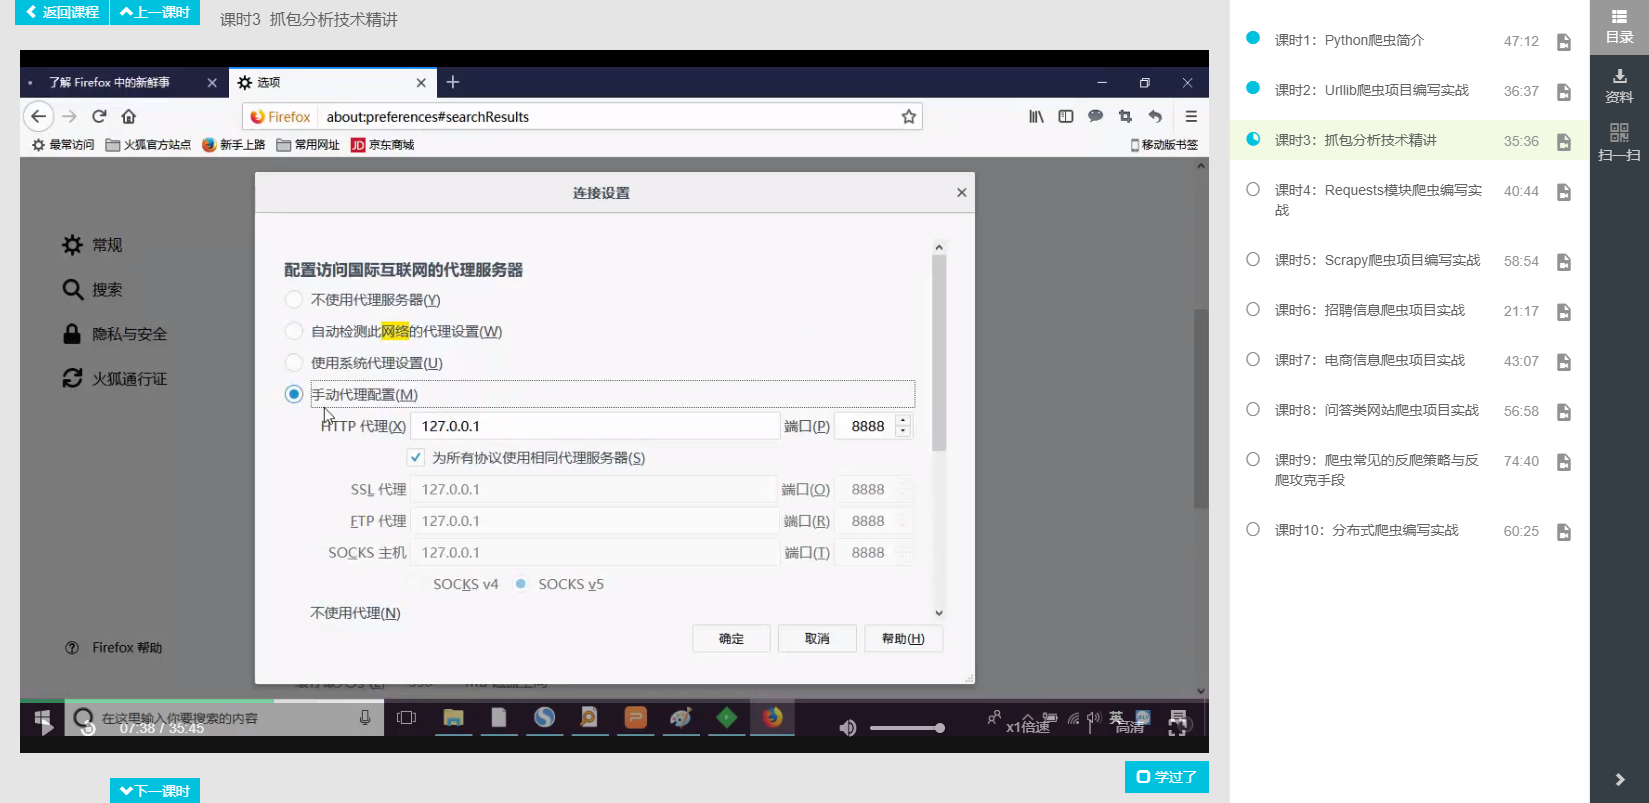 返回课程
上一课时
课时3 抓包分析技术精讲
了解 Firefox 中的新鲜事
选项
Firefox
about:preferences#searchResults
最常访问
火狐官方站点
新手上路
常用网址
JD 京东商城
移动版书签
连接设置
常规
搜索
隐私与安全
火狐通行证
Firefox 帮助
配置访问国际互联网的代理服务器
不使用代理服务器(Y)
自动检测此网络的代理设置(W)
使用系统代理设置(U)
手动代理配置(M)
HTTP 代理(X) 127.0.0.1 端口(P) 8888
为所有协议使用相同代理服务器(S)
SSL 代理 127.0.0.1 端口(O) 8888
FTP 代理 127.0.0.1 端口(R) 8888
SOCKS 主机 127.0.0.1 端口(T) 8888
SOCKS v4 SOCKS v5
不使用代理(N)
确定
取消
帮助(H)
在这里输入你要搜索的内容
07:38 / 35:45
x1倍速
英
高清
下一课时
学过了
课时1：Python爬虫简介 47:12
课时2：Urllib爬虫项目编写实战 36:37
课时3：抓包分析技术精讲 35:36
课时4：Requests模块爬虫编写实 40:44
战
课时5：Scrapy爬虫项目编写实战 58:54
课时6：招聘信息爬虫项目实战 21:17
课时7：电商信息爬虫项目实战 43:07
课时8：问答类网站爬虫项目实战 56:58
课时9：爬虫常见的反爬策略与反 74:40
爬攻克手段
课时10：分布式爬虫编写实战 60:25
目录
资料
扫一扫